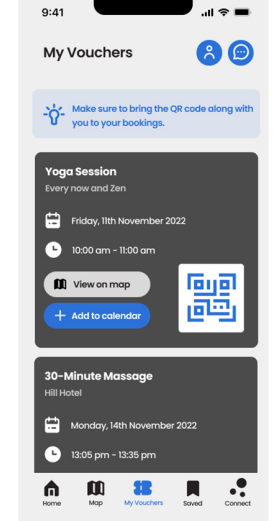 9:41
My Vouchers
Make sure to bring the QR code along with
you to your bookings.
Yoga Session
Every now and Zen
Friday, 11th November 2022
10:00 am - 11:00 am
View on map
Add to calendar
30-Minute Massage
Hill Hotel
Monday, 14th November 2022
13:05 pm - 13:35 pm
Home Map My Vouchers Saved Connect